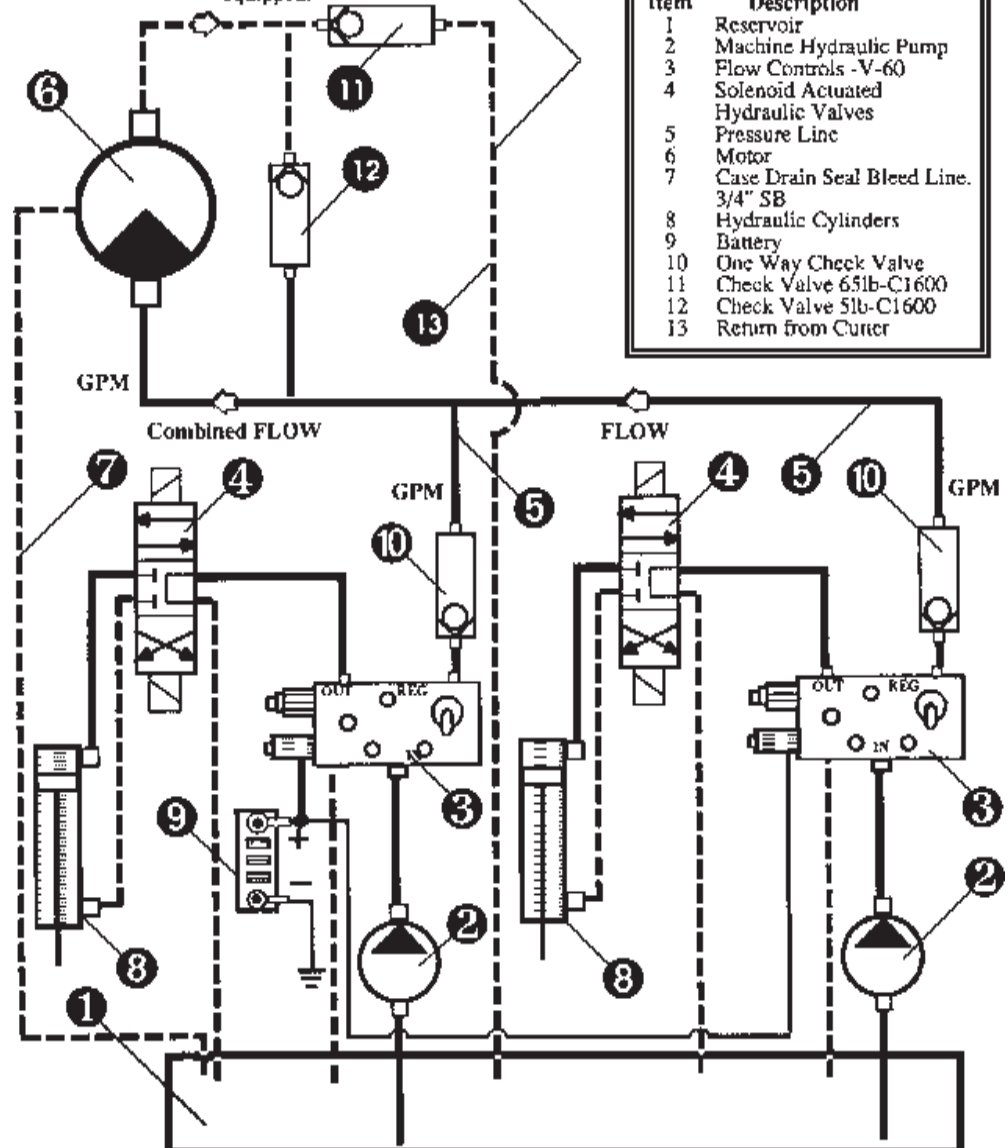 Item Description
1 Reservoir
2 Machine Hydraulic Pump
3 Flow Controls -V-60
4 Solenoid Actuated
Hydraulic Valves
5 Pressure Line
6 Motor
7 Case Drain Seal Bleed Line.
3/4" SB
8 Hydraulic Cylinders
9 Battery
10 One Way Check Valve
11 Check Valve 65lb-C1600
12 Check Valve 5lb-C1600
13 Return from Cutter
11
6
12
13
GPM
Combined FLOW
FLOW
7
4
GPM
5
4
5
10
GPM
10
OUT REG
IN
OUT REG
IN
3
3
9
+
−
2
2
8
8
1